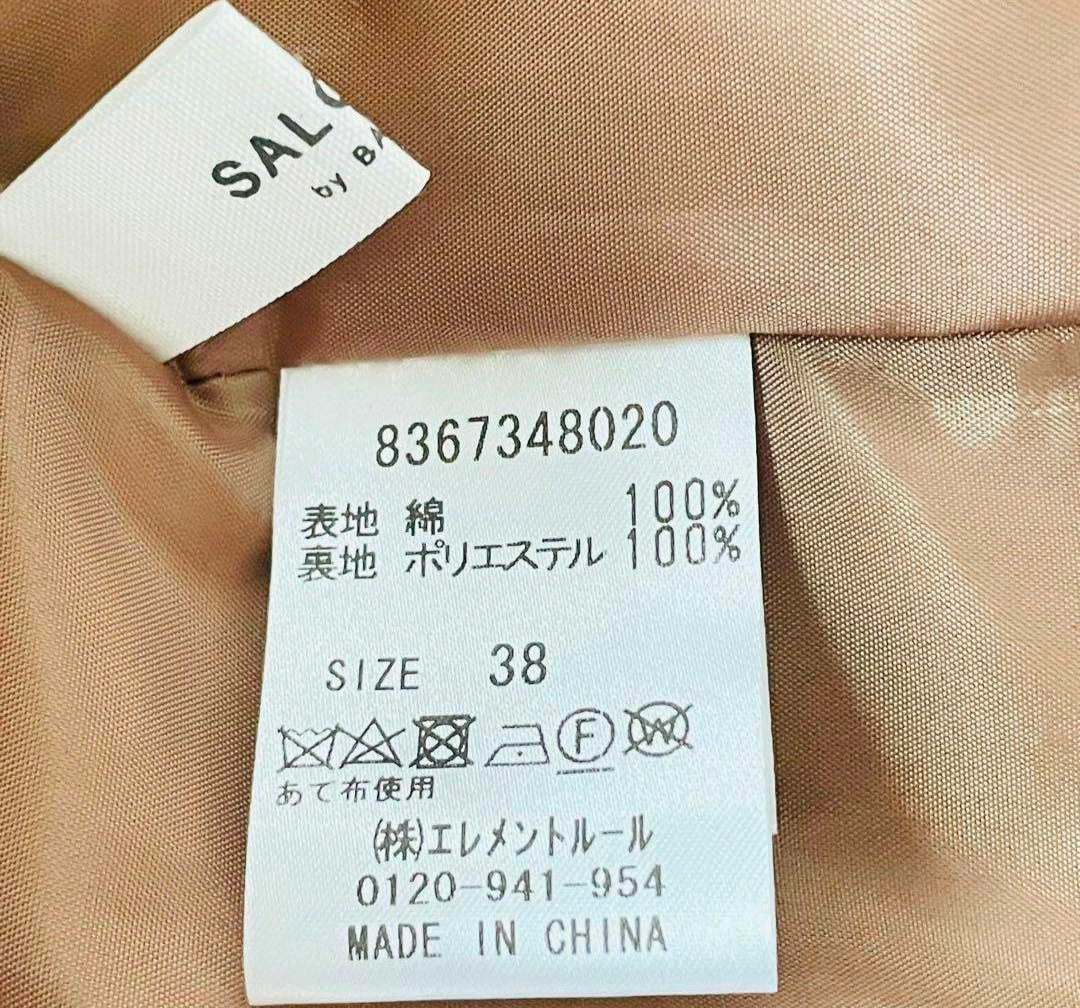 SAL
by BA
8367348020
表地 綿 100%
裏地 ポリエステル 100%
SIZE 38
F W
あて布使用
(株)エレメントルール
0120-941-954
MADE IN CHINA